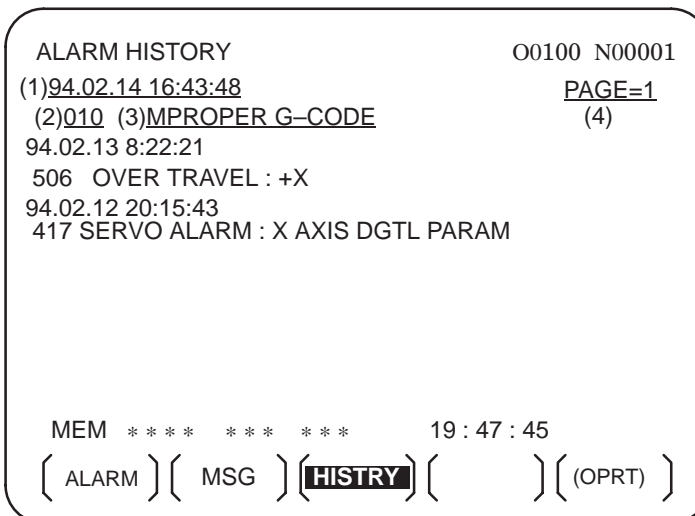 ALARM HISTORY O0100 N00001
(1)94.02.14 16:43:48 PAGE=1
(2)010 (3)MPROPER G–CODE (4)
94.02.13 8:22:21
506 OVER TRAVEL : +X
94.02.12 20:15:43
417 SERVO ALARM : X AXIS DGTL PARAM
MEM * * * * * * * * * * 19 : 47 : 45
ALARM MSG HISTRY (OPRT)